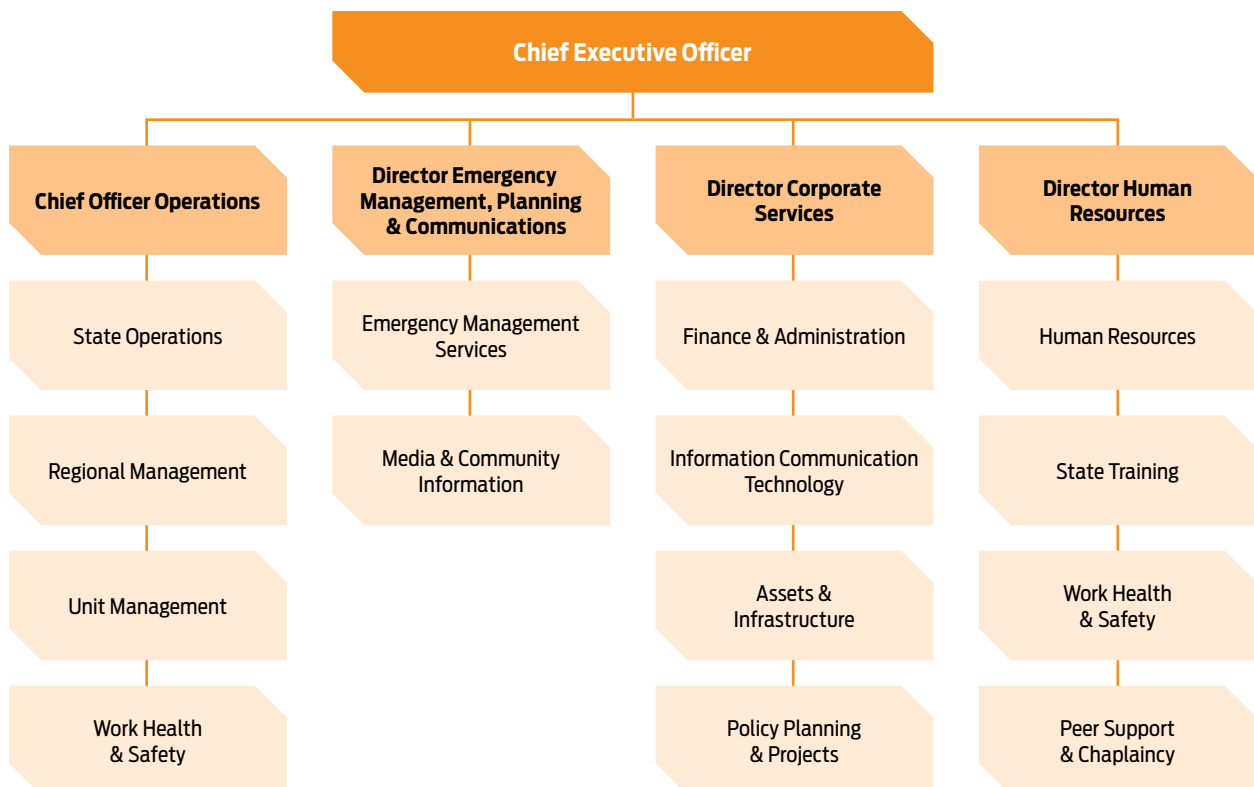 Chief Executive Officer
Chief Officer Operations
Director Emergency
Management, Planning
& Communications
Director Corporate
Services
Director Human
Resources
State Operations
Emergency Management
Services
Finance & Administration
Human Resources
Regional Management
Media & Community
Information
Information Communication
Technology
State Training
Unit Management
Assets &
Infrastructure
Work Health
& Safety
Work Health
& Safety
Policy Planning
& Projects
Peer Support
& Chaplaincy